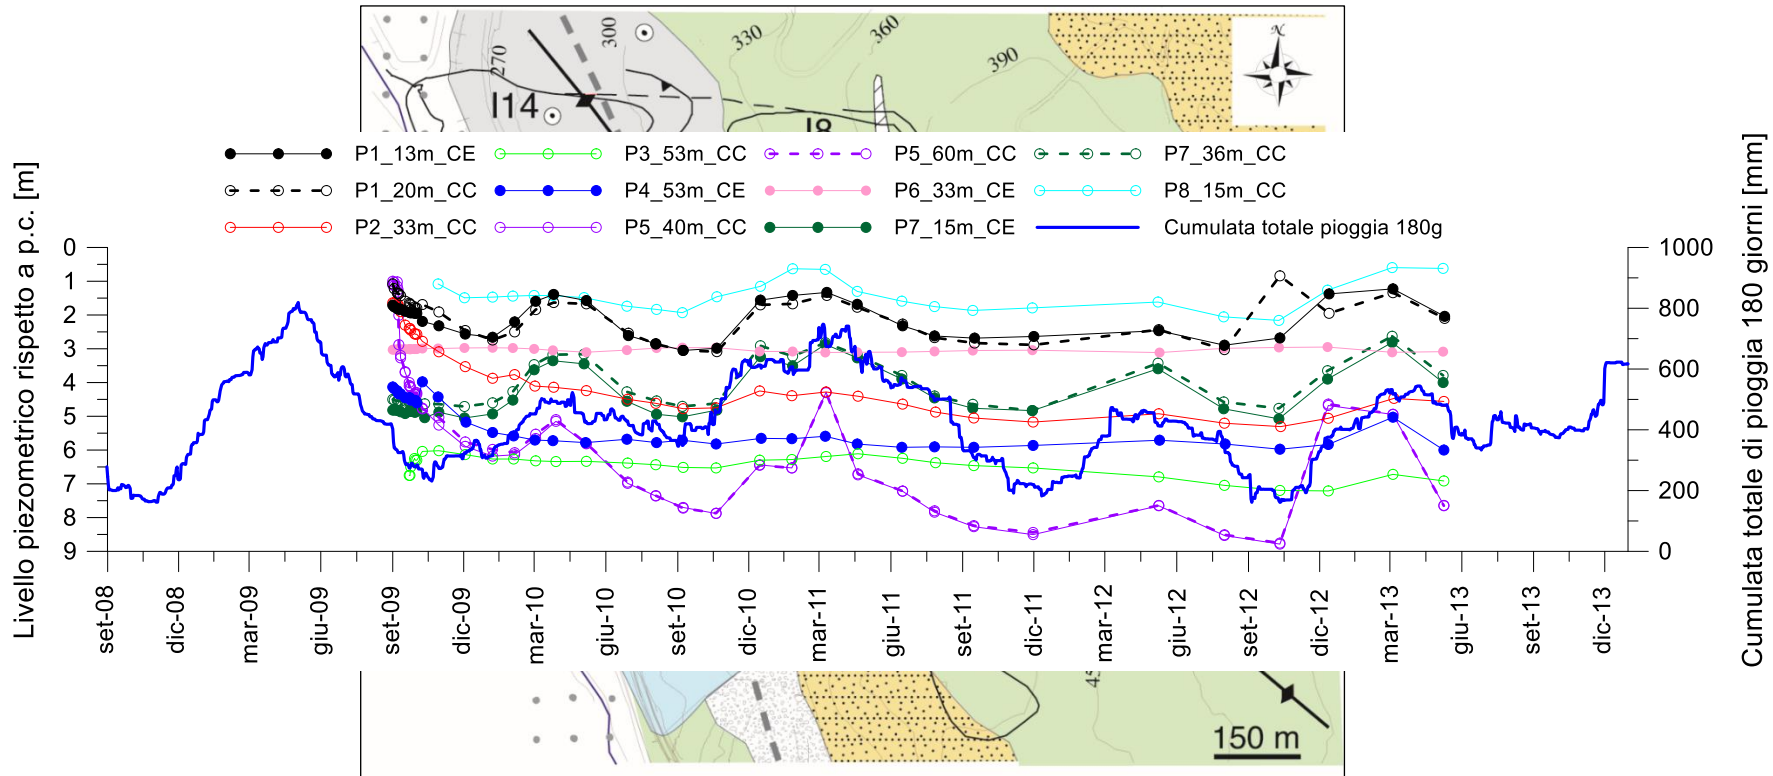 N
270
300
330
360
390
I14
I8
P1_13m_CE
P3_53m_CC
P5_60m_CC
P7_36m_CC
P1_20m_CC
P4_53m_CE
P6_33m_CE
P8_15m_CC
P2_33m_CC
P5_40m_CC
P7_15m_CE
Cumulata totale pioggia 180g
Livello piezometrico rispetto a p.c. [m]
0
1
2
3
4
5
6
7
8
9
1000
800
600
400
200
0
Cumulata totale di pioggia 180 giorni [mm]
set-08
dic-08
mar-09
giu-09
set-09
dic-09
mar-10
giu-10
set-10
dic-10
mar-11
giu-11
set-11
dic-11
mar-12
giu-12
set-12
dic-12
mar-13
giu-13
set-13
dic-13
150 m